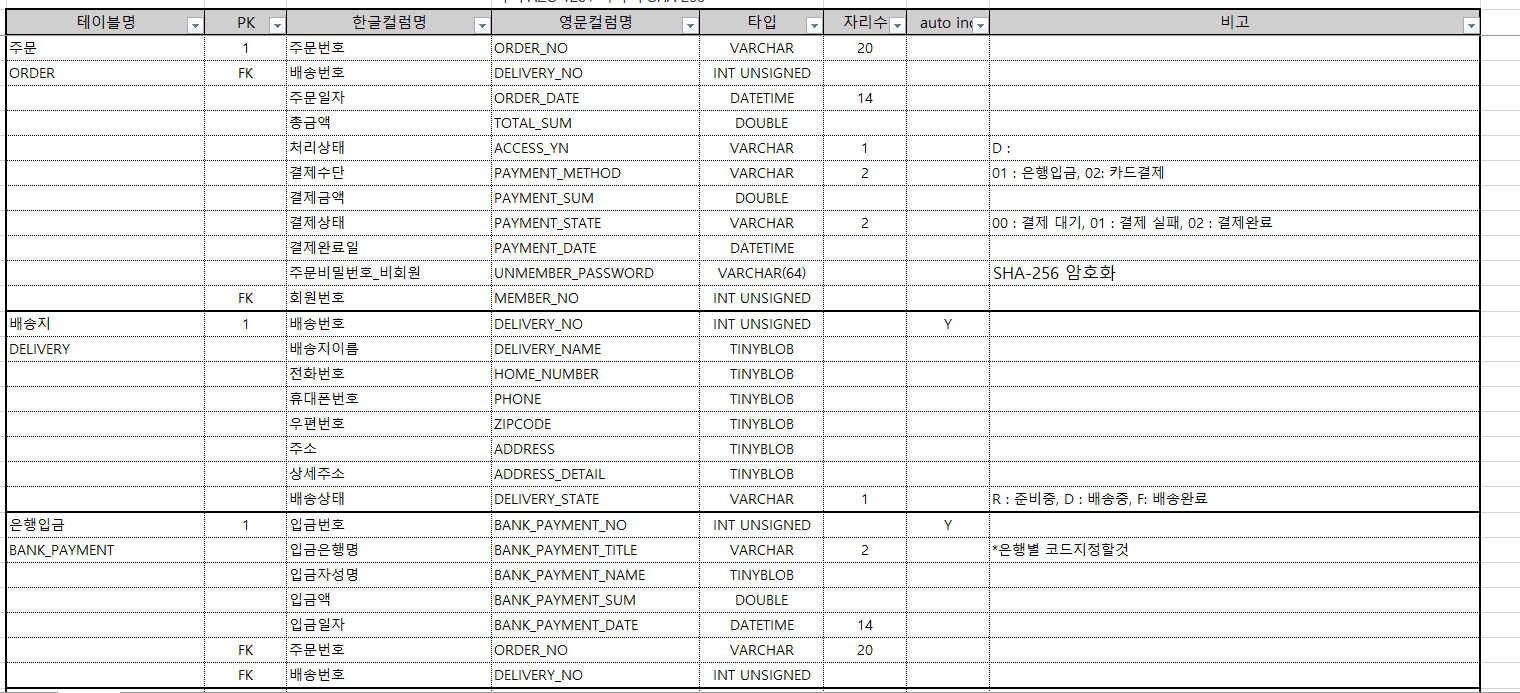 테이블명 PK 한글컬럼명 영문컬럼명 타입 자리수 auto inc 비고
주문 1 주문번호 ORDER_NO VARCHAR 20
ORDER FK 배송번호 DELIVERY_NO INT UNSIGNED
주문일자 ORDER_DATE DATETIME 14
총금액 TOTAL_SUM DOUBLE
처리상태 ACCESS_YN VARCHAR 1 D :
결제수단 PAYMENT_METHOD VARCHAR 2 01 : 은행입금, 02: 카드결제
결제금액 PAYMENT_SUM DOUBLE
결제상태 PAYMENT_STATE VARCHAR 2 00 : 결제 대기, 01 : 결제 실패, 02 : 결제완료
결제완료일 PAYMENT_DATE DATETIME
주문비밀번호_비회원 UNMEMBER_PASSWORD VARCHAR(64) SHA-256 암호화
FK 회원번호 MEMBER_NO INT UNSIGNED
배송지 1 배송번호 DELIVERY_NO INT UNSIGNED Y
DELIVERY 배송지이름 DELIVERY_NAME TINYBLOB
전화번호 HOME_NUMBER TINYBLOB
휴대폰번호 PHONE TINYBLOB
우편번호 ZIPCODE TINYBLOB
주소 ADDRESS TINYBLOB
상세주소 ADDRESS_DETAIL TINYBLOB
배송상태 DELIVERY_STATE VARCHAR 1 R : 준비중, D : 배송중, F: 배송완료
은행입금 1 입금번호 BANK_PAYMENT_NO INT UNSIGNED Y
BANK_PAYMENT 입금은행명 BANK_PAYMENT_TITLE VARCHAR 2 *은행별 코드지정할것
입금자성명 BANK_PAYMENT_NAME TINYBLOB
입금액 BANK_PAYMENT_SUM DOUBLE
입금일자 BANK_PAYMENT_DATE DATETIME 14
FK 주문번호 ORDER_NO VARCHAR 20
FK 배송번호 DELIVERY_NO INT UNSIGNED